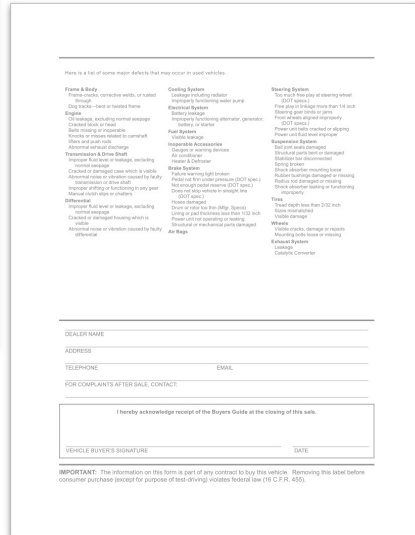 Here is a list of some major defects that may occur in used vehicles.
Frame & Body
Frame-cracks, corrective welds, or rusted
through
Dog tracks—bent or twisted frame
Engine
Oil leakage, excluding normal seepage
Cracked block or head
Belts missing or inoperable
Knocks or misses related to camshaft
lifters and push rods
Abnormal exhaust discharge
Transmission & Drive Shaft
Improper fluid level or leakage, excluding
normal seepage
Cracked or damaged case which is visible
Abnormal noise or vibration caused by faulty
transmission or drive shaft
Improper shifting or functioning in any gear
Manual clutch slips or chatters
Differential
Improper fluid level or leakage, excluding
normal seepage
Cracked or damaged housing which is
visible
Abnormal noise or vibration caused by faulty
differential
Cooling System
Leakage including radiator
Improperly functioning water pump
Electrical System
Battery leakage
Improperly functioning alternator, generator,
battery, or starter
Fuel System
Visible leakage
Inoperable Accessories
Gauges or warning devices
Air conditioner
Heater & Defroster
Brake System
Failure warning light broken
Pedal not firm under pressure (DOT spec.)
Not enough pedal reserve (DOT spec.)
Does not stop vehicle in straight line
(DOT spec.)
Hoses damaged
Drum or rotor too thin (Mfgr. Specs)
Lining or pad thickness less than 1/32 inch
Power unit not operating or leaking
Structural or mechanical parts damaged
Air Bags
Steering System
Too much free play at steering wheel
(DOT specs.)
Free play in linkage more than 1/4 inch
Steering gear binds or jams
Front wheels aligned improperly
(DOT specs.)
Power unit belts cracked or slipping
Power unit fluid level improper
Suspension System
Ball joint seals damaged
Structural parts bent or damaged
Stabilizer bar disconnected
Spring broken
Shock absorber mounting loose
Rubber bushings damaged or missing
Radius rod damaged or missing
Shock absorber leaking or functioning
improperly
Tires
Tread depth less than 2/32 inch
Sizes mismatched
Visible damage
Wheels
Visible cracks, damage or repairs
Mounting bolts loose or missing
Exhaust System
Leakage
Catalytic Converter
DEALER NAME
ADDRESS
TELEPHONE EMAIL
FOR COMPLAINTS AFTER SALE, CONTACT:
I hereby acknowledge receipt of the Buyers Guide at the closing of this sale.
VEHICLE BUYER'S SIGNATURE DATE
IMPORTANT: The information on this form is part of any contract to buy this vehicle. Removing this label before
consumer purchase (except for purpose of test-driving) violates federal law (16 C.F.R. 455).